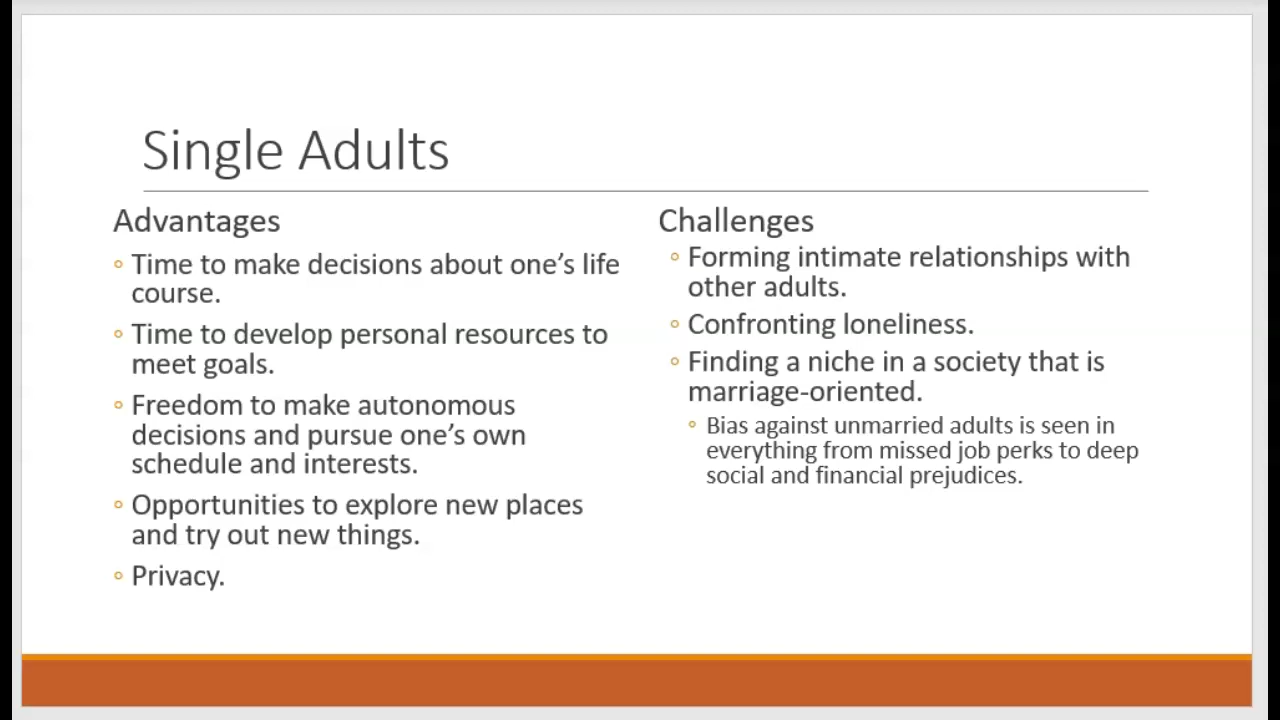 Single Adults
Advantages
◦ Time to make decisions about one’s life
course.
◦ Time to develop personal resources to
meet goals.
◦ Freedom to make autonomous
decisions and pursue one’s own
schedule and interests.
◦ Opportunities to explore new places
and try out new things.
◦ Privacy.
Challenges
◦ Forming intimate relationships with
other adults.
◦ Confronting loneliness.
◦ Finding a niche in a society that is
marriage-oriented.
◦ Bias against unmarried adults is seen in
everything from missed job perks to deep
social and financial prejudices.